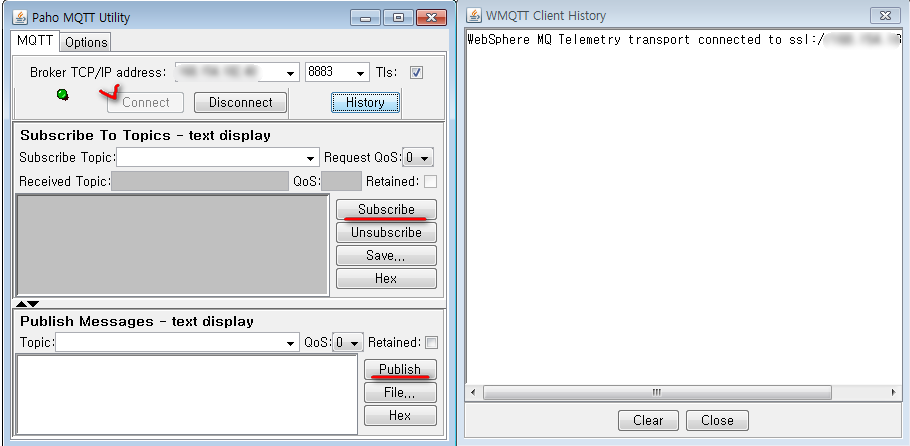 Paho MQTT Utility
MQTT Options
Broker TCP/IP address: 8883 Tls:
Connect Disconnect History
Subscribe To Topics - text display
Subscribe Topic: Request QoS: 0
Received Topic: QoS: Retained:
Subscribe
Unsubscribe
Save...
Hex
Publish Messages - text display
Topic: QoS: 0 Retained:
Publish
File...
Hex
WMQTT Client History
WebSphere MQ Telemetry transport connected to ssl:/
Clear Close